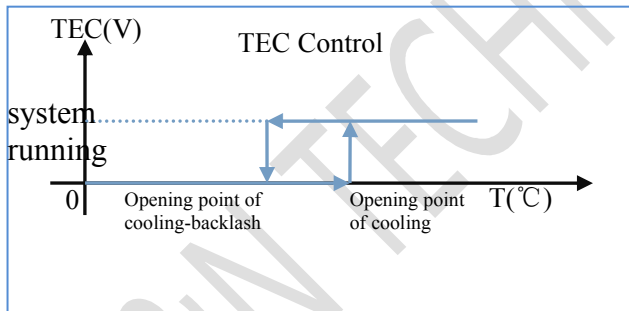 TEC(V)
TEC Control
system
running
0
Opening point of
cooling-backlash
Opening point
of cooling
T(℃)